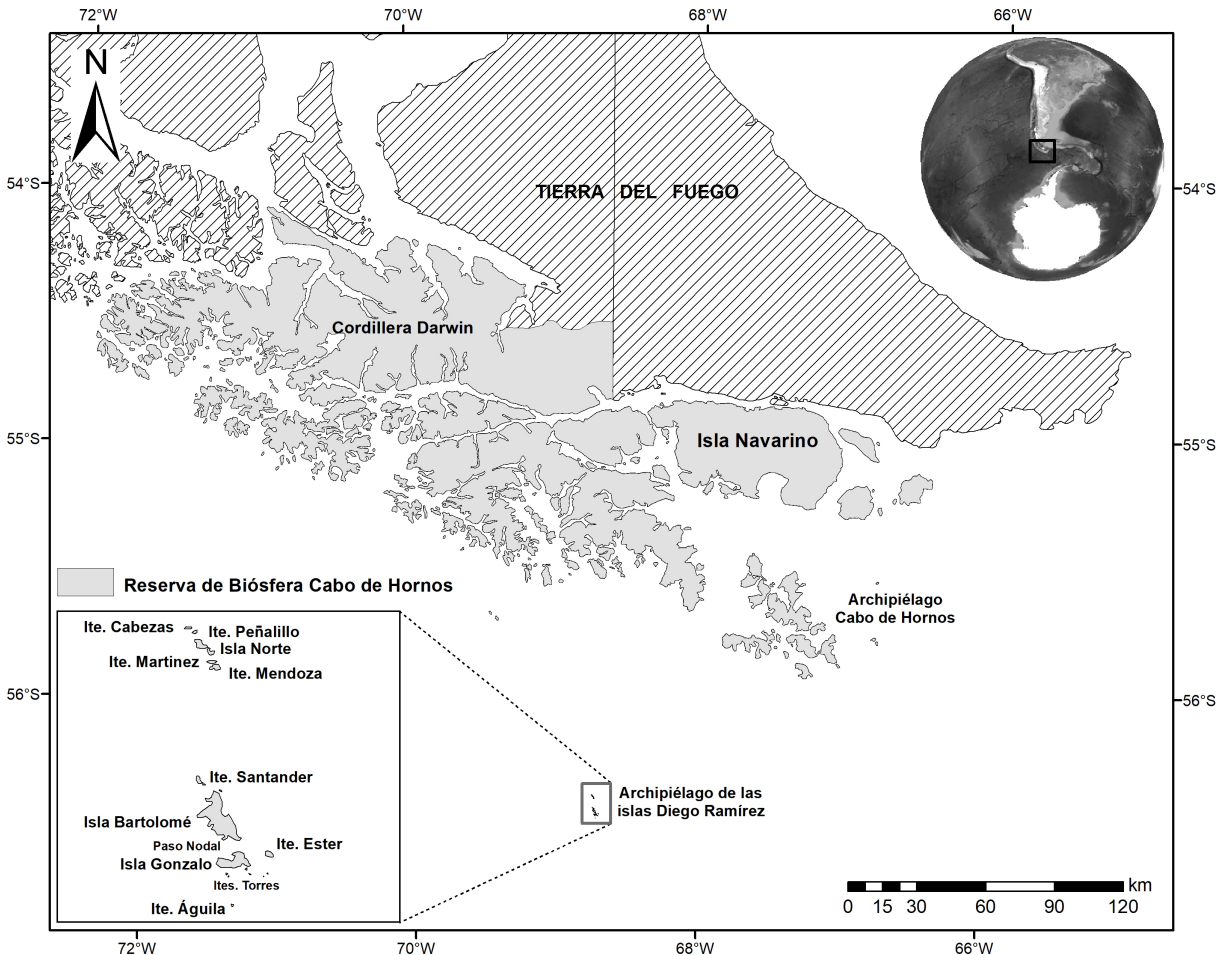 72°W
70°W
68°W
66°W
N
54°S
54°S
TIERRA DEL FUEGO
Cordillera Darwin
55°S
55°S
Isla Navarino
Reserva de Biósfera Cabo de Hornos
Archipiélago
Cabo de Hornos
Ite. Cabezas
Ite. Peñalillo
Isla Norte
Ite. Martinez
Ite. Mendoza
56°S
56°S
Ite. Santander
Isla Bartolomé
Paso Nodal
Ite. Ester
Isla Gonzalo
Ites. Torres
Ite. Águila
Archipiélago de las
islas Diego Ramírez
km
0 15 30 60 90 120
72°W
70°W
68°W
66°W